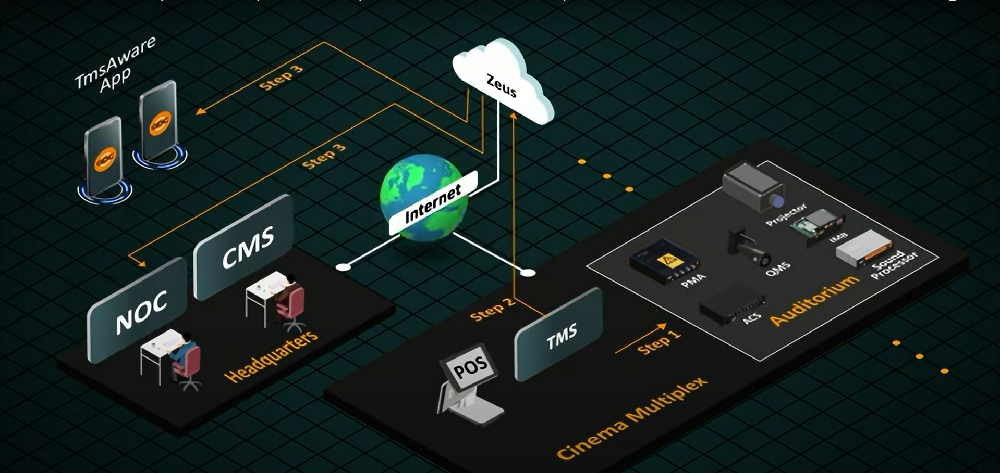 TmsAware
App
Step 3
Zeus
Step 3
Internet
CMS
NOC
Headquarters
Projector
IMB
Sound
Processor
QMS
PMA
ACS
Auditorium
Step 2
TMS
Step 1
POS
Cinema Multiplex